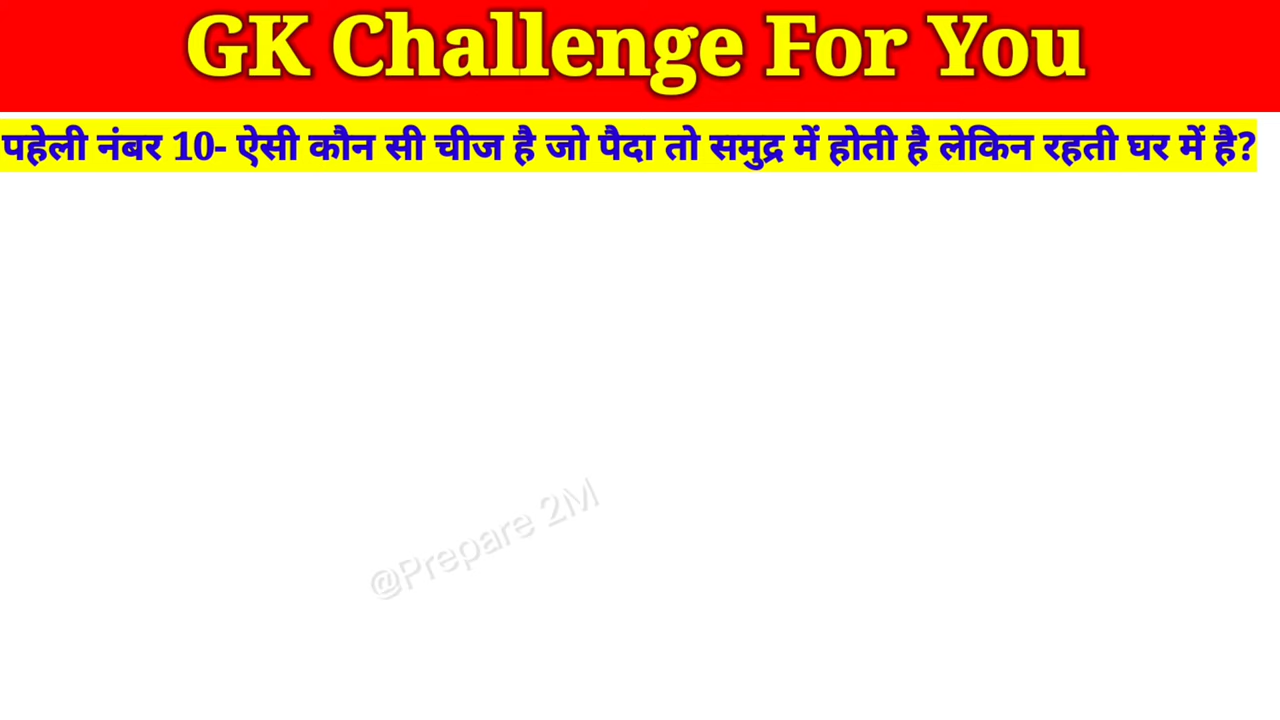 GK Challenge For You
पहेली नंबर 10- ऐसी कौन सी चीज है जो पैदा तो समुद्र में होती है लेकिन रहती घर में है?
@Prepare 2M